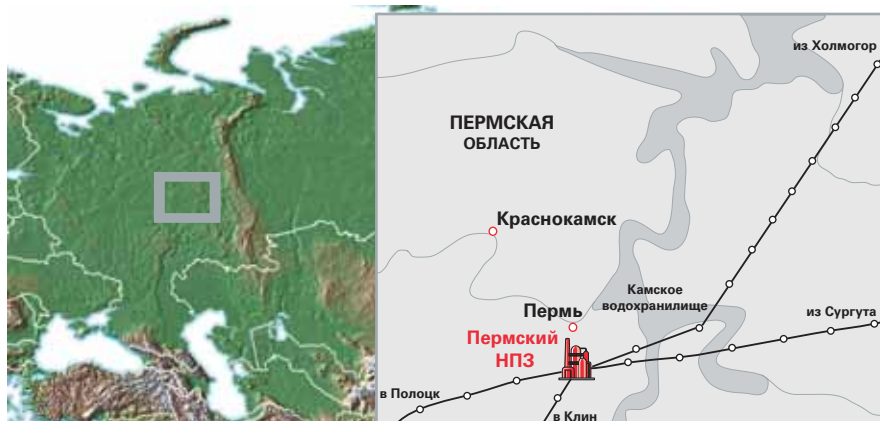 из Холмогор
ПЕРМСКАЯ
ОБЛАСТЬ
Краснокамск
Камское
водохранилище
Пермь
из Сургута
Пермский
НПЗ
в Полоцк
в Клин